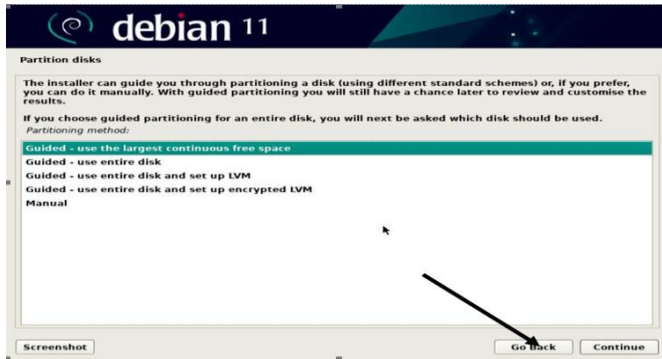 debian 11
Partition disks
The installer can guide you through partitioning a disk (using different standard schemes) or, if you prefer,
you can do it manually. With guided partitioning you will still have a chance later to review and customise the
results.
If you choose guided partitioning for an entire disk, you will next be asked which disk should be used.
Partitioning method:
Guided - use the largest continuous free space
Guided - use entire disk
Guided - use entire disk and set up LVM
Guided - use entire disk and set up encrypted LVM
Manual
Screenshot
Go Back
Continue